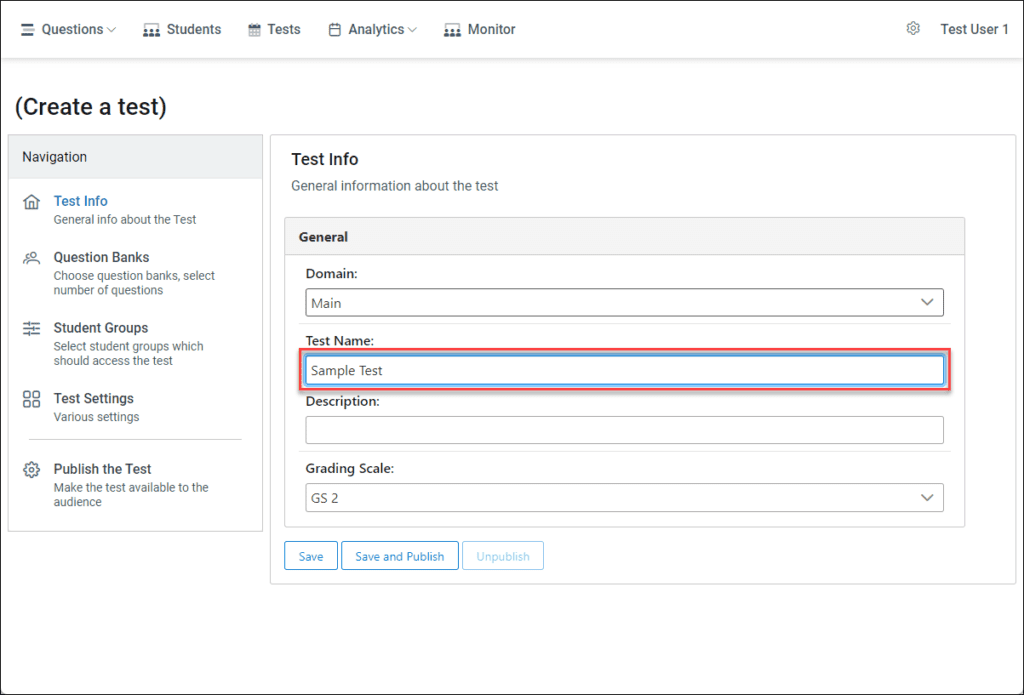 Questions Students Tests Analytics Monitor Test User 1
(Create a test)
Navigation
Test Info
General info about the Test
Question Banks
Choose question banks, select
number of questions
Student Groups
Select student groups which
should access the test
Test Settings
Various settings
Publish the Test
Make the test available to the
audience
Test Info
General information about the test
General
Domain:
Main
Test Name:
Sample Test
Description:
Grading Scale:
GS 2
Save Save and Publish Unpublish